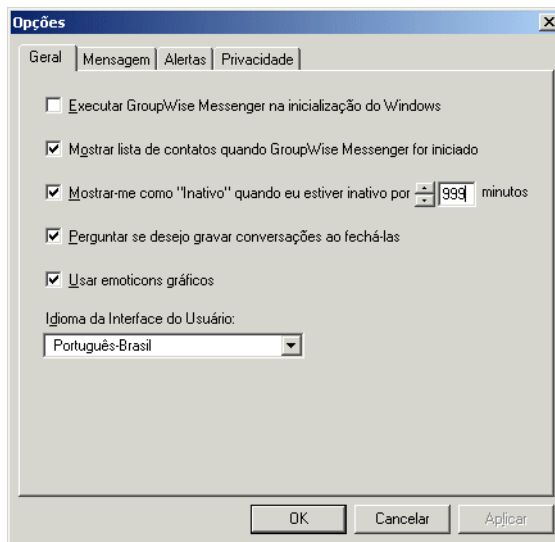 Opções
Geral Mensagem Alertas Privacidade
Executar GroupWise Messenger na inicialização do Windows
Mostrar lista de contatos quando GroupWise Messenger for iniciado
Mostrar-me como "Inativo" quando eu estiver inativo por 999 minutos
Perguntar se desejo gravar conversações ao fechá-las
Usar emoticons gráficos
Idioma da Interface do Usuário:
Português-Brasil
OK Cancelar Aplicar